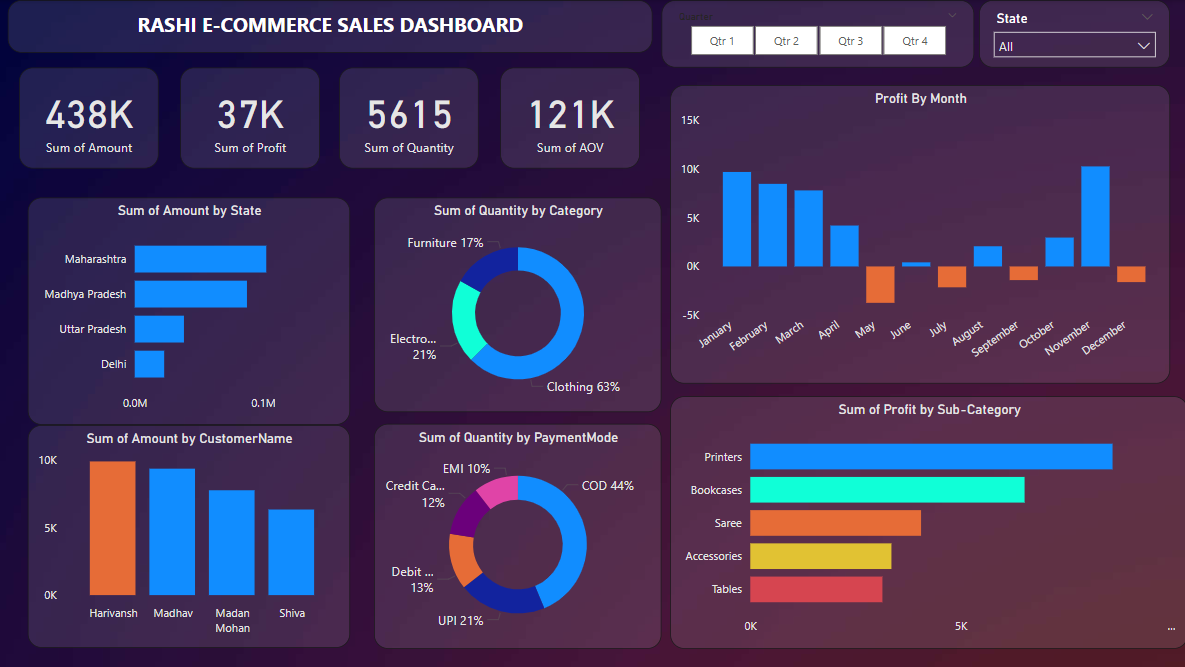 RASHI E-COMMERCE SALES DASHBOARD
Quarter
Qtr 1
Qtr 2
Qtr 3
Qtr 4
State
All
438K
Sum of Amount
37K
Sum of Profit
5615
Sum of Quantity
121K
Sum of AOV
Profit By Month
15K
10K
5K
0K
-5K
January
February
March
April
May
June
July
August
September
October
November
December
Sum of Amount by State
Maharashtra
Madhya Pradesh
Uttar Pradesh
Delhi
0.0M
0.1M
Sum of Quantity by Category
Furniture 17%
Electro...
21%
Clothing 63%
Sum of Profit by Sub-Category
Printers
Bookcases
Saree
Accessories
Tables
0K
5K
...
Sum of Amount by CustomerName
10K
5K
0K
Harivansh
Madhav
Madan
Mohan
Shiva
Sum of Quantity by PaymentMode
EMI 10%
Credit Ca...
12%
COD 44%
Debit ...
13%
UPI 21%